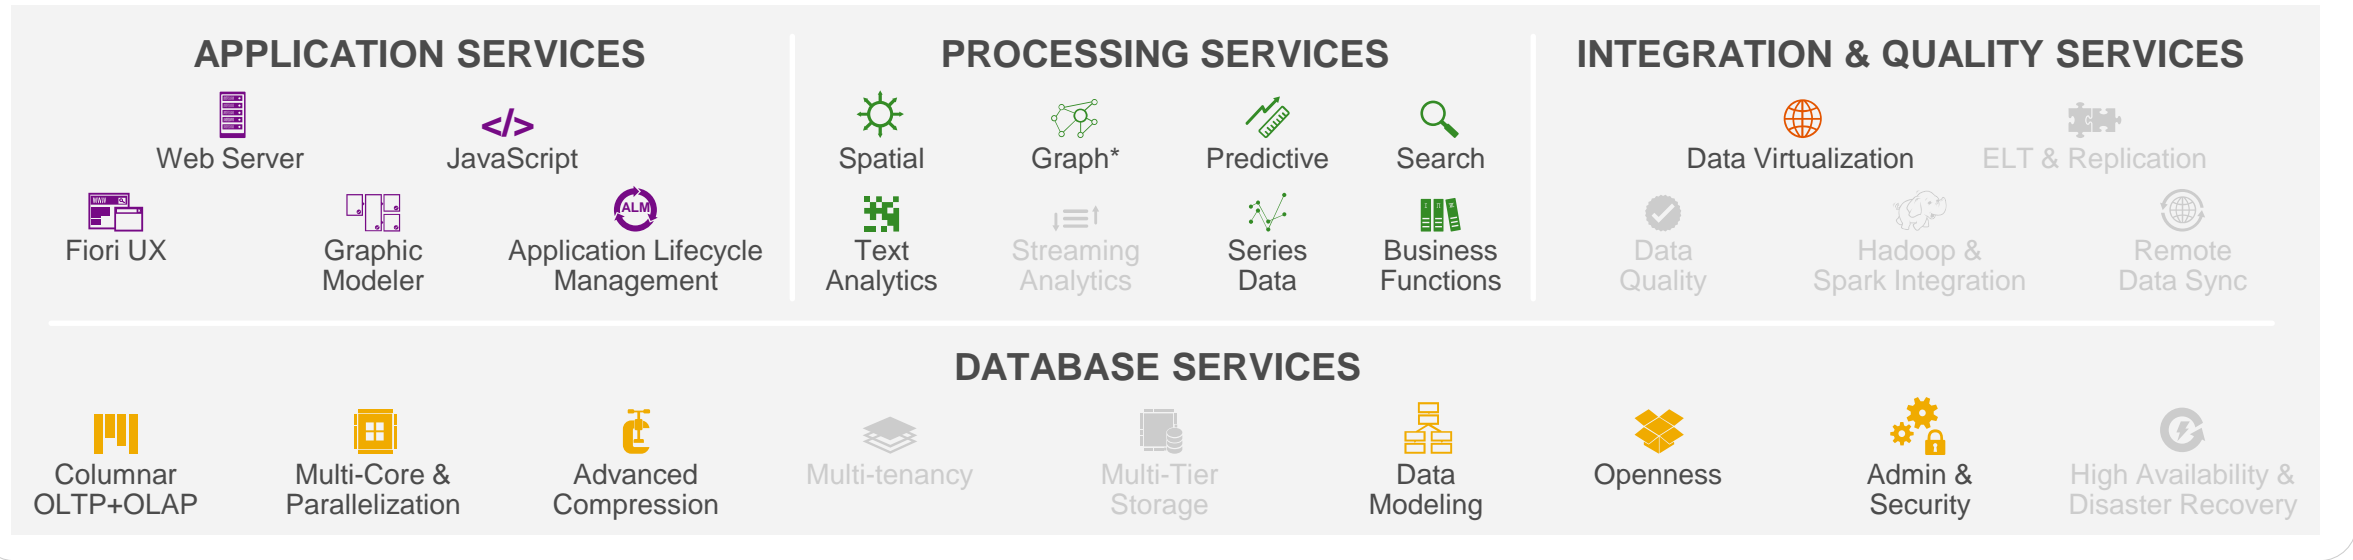 APPLICATION SERVICES
Web Server
JavaScript
</>
WWW
Fiori UX
Graphic
Modeler
ALM
Application Lifecycle
Management
PROCESSING SERVICES
Spatial
Graph*
Predictive
Search
Text
Analytics
Streaming
Analytics
Series
Data
Business
Functions
INTEGRATION & QUALITY SERVICES
Data Virtualization
ELT & Replication
Data
Quality
Hadoop &
Spark Integration
Remote
Data Sync
DATABASE SERVICES
Columnar
OLTP+OLAP
Multi-Core &
Parallelization
Advanced
Compression
Multi-tenancy
Multi-Tier
Storage
Data
Modeling
Openness
Admin &
Security
High Availability &
Disaster Recovery